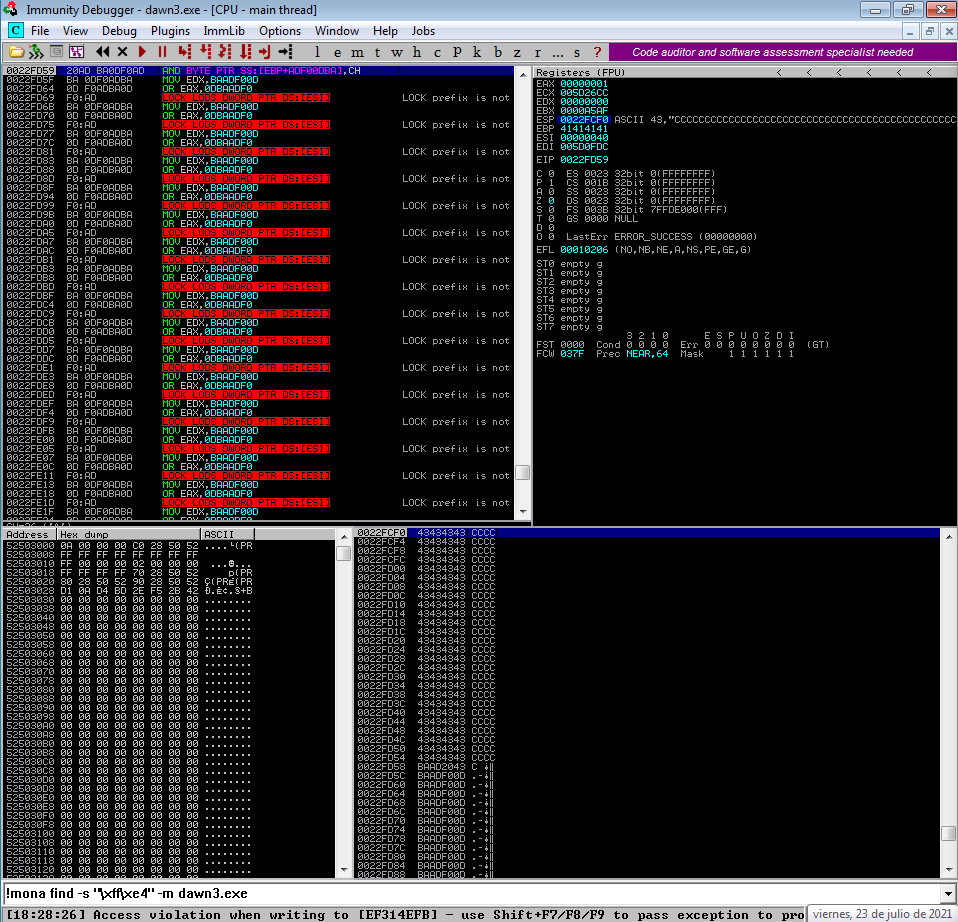 Immunity Debugger - dawn3.exe - [CPU - main thread]
C File View Debug Plugins ImmLib Options Window Help Jobs
l e m t w h c P k b z r ... s ? Code auditor and software assessment specialist needed
0022FD59 20AD BA0DF0AD AND BYTE PTR SS:[EBP+ADF00DBA],CH
0022FD5F BA 0DF0ADBA MOV EDX,BAADF00D
0022FD64 0D F0ADBA0D OR EAX,0DBAADF0
0022FD69 F0:AD LOCK LODS DWORD PTR DS:[ESI] LOCK prefix is not
0022FD6B BA 0DF0ADBA MOV EDX,BAADF00D
0022FD70 0D F0ADBA0D OR EAX,0DBAADF0
0022FD75 F0:AD LOCK LODS DWORD PTR DS:[ESI] LOCK prefix is not
0022FD77 BA 0DF0ADBA MOV EDX,BAADF00D
0022FD7C 0D F0ADBA0D OR EAX,0DBAADF0
0022FD81 F0:AD LOCK LODS DWORD PTR DS:[ESI] LOCK prefix is not
0022FD83 BA 0DF0ADBA MOV EDX,BAADF00D
0022FD88 0D F0ADBA0D OR EAX,0DBAADF0
0022FD8D F0:AD LOCK LODS DWORD PTR DS:[ESI] LOCK prefix is not
0022FD8F BA 0DF0ADBA MOV EDX,BAADF00D
0022FD94 0D F0ADBA0D OR EAX,0DBAADF0
0022FD99 F0:AD LOCK LODS DWORD PTR DS:[ESI] LOCK prefix is not
0022FD9B BA 0DF0ADBA MOV EDX,BAADF00D
0022FDA0 0D F0ADBA0D OR EAX,0DBAADF0
0022FDA5 F0:AD LOCK LODS DWORD PTR DS:[ESI] LOCK prefix is not
0022FDA7 BA 0DF0ADBA MOV EDX,BAADF00D
0022FDAC 0D F0ADBA0D OR EAX,0DBAADF0
0022FDB1 F0:AD LOCK LODS DWORD PTR DS:[ESI] LOCK prefix is not
0022FDB3 BA 0DF0ADBA MOV EDX,BAADF00D
0022FDB8 0D F0ADBA0D OR EAX,0DBAADF0
0022FDBD F0:AD LOCK LODS DWORD PTR DS:[ESI] LOCK prefix is not
0022FDBF BA 0DF0ADBA MOV EDX,BAADF00D
0022FDC4 0D F0ADBA0D OR EAX,0DBAADF0
0022FDC9 F0:AD LOCK LODS DWORD PTR DS:[ESI] LOCK prefix is not
0022FDCB BA 0DF0ADBA MOV EDX,BAADF00D
0022FDD0 0D F0ADBA0D OR EAX,0DBAADF0
0022FDD5 F0:AD LOCK LODS DWORD PTR DS:[ESI] LOCK prefix is not
0022FDD7 BA 0DF0ADBA MOV EDX,BAADF00D
0022FDDC 0D F0ADBA0D OR EAX,0DBAADF0
0022FDE1 F0:AD LOCK LODS DWORD PTR DS:[ESI] LOCK prefix is not
0022FDE3 BA 0DF0ADBA MOV EDX,BAADF00D
0022FDE8 0D F0ADBA0D OR EAX,0DBAADF0
0022FDED F0:AD LOCK LODS DWORD PTR DS:[ESI] LOCK prefix is not
0022FDEF BA 0DF0ADBA MOV EDX,BAADF00D
0022FDF4 0D F0ADBA0D OR EAX,0DBAADF0
0022FDF9 F0:AD LOCK LODS DWORD PTR DS:[ESI] LOCK prefix is not
0022FDFB BA 0DF0ADBA MOV EDX,BAADF00D
0022FE00 0D F0ADBA0D OR EAX,0DBAADF0
0022FE05 F0:AD LOCK LODS DWORD PTR DS:[ESI] LOCK prefix is not
0022FE07 BA 0DF0ADBA MOV EDX,BAADF00D
0022FE0C 0D F0ADBA0D OR EAX,0DBAADF0
0022FE11 F0:AD LOCK LODS DWORD PTR DS:[ESI] LOCK prefix is not
0022FE13 BA 0DF0ADBA MOV EDX,BAADF00D
0022FE18 0D F0ADBA0D OR EAX,0DBAADF0
0022FE1D F0:AD LOCK LODS DWORD PTR DS:[ESI] LOCK prefix is not
0022FE1F BA 0DF0ADBA MOV EDX,BAADF00D
Registers (FPU) < < < < < <
EAX 00000001
ECX 005D26CC
EDX 00000000
EBX 0000A5AF
ESP 0022FCF0 ASCII 43,"CCCCCCCCCCCCCCCCCCCCCCCCCCCCCCCCCCCCCCCCCCCCCCC
EBP 41414141
ESI 00000040
EDI 005D0FDC
EIP 0022FD59
C 0 ES 0023 32bit 0(FFFFFFFF)
P 1 CS 001B 32bit 0(FFFFFFFF)
A 0 SS 0023 32bit 0(FFFFFFFF)
Z 0 DS 0023 32bit 0(FFFFFFFF)
S 0 FS 003B 32bit 7FFDE000(FFF)
T 0 GS 0000 NULL
D 0
O 0 LastErr ERROR_SUCCESS (00000000)
EFL 00010206 (NO,NB,NE,A,NS,PE,GE,G)
ST0 empty g
ST1 empty g
ST2 empty g
ST3 empty g
ST4 empty g
ST5 empty g
ST6 empty g
ST7 empty g
3 2 1 0 E S P U O Z D I
FST 0000 Cond 0 0 0 0 Err 0 0 0 0 0 0 0 0 (GT)
FCW 037F Prec NEAR,64 Mask 1 1 1 1 1 1
Address Hex dump ASCII
52503000 0A 00 00 00 C0 28 50 52 ....└(PR
52503008 FF FF FF FF FF FF FF FF
52503010 FF 00 00 00 02 00 00 00
52503018 FF FF FF FF 70 28 50 52 p(PR
52503020 80 28 50 52 90 28 50 52 Ç(PRÉ(PR
52503028 D1 0A D4 BD 2E F5 2B 42
52503030 00 00 00 00 00 00 00 00 ........
52503038 00 00 00 00 00 00 00 00 ........
52503040 00 00 00 00 00 00 00 00 ........
52503048 00 00 00 00 00 00 00 00 ........
52503050 00 00 00 00 00 00 00 00 ........
52503058 00 00 00 00 00 00 00 00 ........
52503060 00 00 00 00 00 00 00 00 ........
52503068 00 00 00 00 00 00 00 00 ........
52503070 00 00 00 00 00 00 00 00 ........
52503078 00 00 00 00 00 00 00 00 ........
52503080 00 00 00 00 00 00 00 00 ........
52503088 00 00 00 00 00 00 00 00 ........
52503090 00 00 00 00 00 00 00 00 ........
52503098 00 00 00 00 00 00 00 00 ........
525030A0 00 00 00 00 00 00 00 00 ........
525030A8 00 00 00 00 00 00 00 00 ........
525030B0 00 00 00 00 00 00 00 00 ........
525030B8 00 00 00 00 00 00 00 00 ........
525030C0 00 00 00 00 00 00 00 00 ........
525030C8 00 00 00 00 00 00 00 00 ........
525030D0 00 00 00 00 00 00 00 00 ........
525030D8 00 00 00 00 00 00 00 00 ........
525030E0 00 00 00 00 00 00 00 00 ........
525030E8 00 00 00 00 00 00 00 00 ........
525030F0 00 00 00 00 00 00 00 00 ........
525030F8 00 00 00 00 00 00 00 00 ........
52503100 00 00 00 00 00 00 00 00 ........
52503108 00 00 00 00 00 00 00 00 ........
52503110 00 00 00 00 00 00 00 00 ........
52503118 00 00 00 00 00 00 00 00 ........
52503120 00 00 00 00 00 00 00 00 ........
0022FCF0 43434343 CCCC
0022FCF4 43434343 CCCC
0022FCF8 43434343 CCCC
0022FCFC 43434343 CCCC
0022FD00 43434343 CCCC
0022FD04 43434343 CCCC
0022FD08 43434343 CCCC
0022FD0C 43434343 CCCC
0022FD10 43434343 CCCC
0022FD14 43434343 CCCC
0022FD18 43434343 CCCC
0022FD1C 43434343 CCCC
0022FD20 43434343 CCCC
0022FD24 43434343 CCCC
0022FD28 43434343 CCCC
0022FD2C 43434343 CCCC
0022FD30 43434343 CCCC
0022FD34 43434343 CCCC
0022FD38 43434343 CCCC
0022FD3C 43434343 CCCC
0022FD40 43434343 CCCC
0022FD44 43434343 CCCC
0022FD48 43434343 CCCC
0022FD4C 43434343 CCCC
0022FD50 43434343 CCCC
0022FD54 43434343 CCCC
0022FD58 BAAD2043 C ¡║
0022FD5C BAADF00D .-¡║
0022FD60 BAADF00D .-¡║
0022FD64 BAADF00D .-¡║
0022FD68 BAADF00D .-¡║
0022FD6C BAADF00D .-¡║
0022FD70 BAADF00D .-¡║
0022FD74 BAADF00D .-¡║
0022FD78 BAADF00D .-¡║
0022FD7C BAADF00D .-¡║
0022FD80 BAADF00D .-¡║
0022FD84 BAADF00D .-¡║
0022FD88 BAADF00D .-¡║
!mona find -s "\xff\xe4" -m dawn3.exe
[18:28:26] Access violation when writing to [EF314EFB] - use Shift+F7/F8/F9 to pass exception to pro
viernes, 23 de julio de 2021